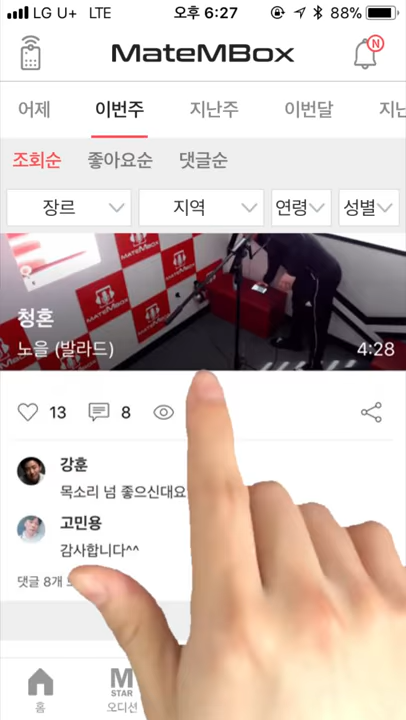 LG U+ LTE 오후 6:27 88%
MateMBox
N
어제 이번주 지난주 이번달 지난
조회순 좋아요순 댓글순
장르 지역 연령 성별
MATEMBOX
청혼
노을 (발라드) 4:28
13 8
강훈
목소리 넘 좋으신대요
고민용
감사합니다^^
댓글 8개
홈
M
STAR
오디션